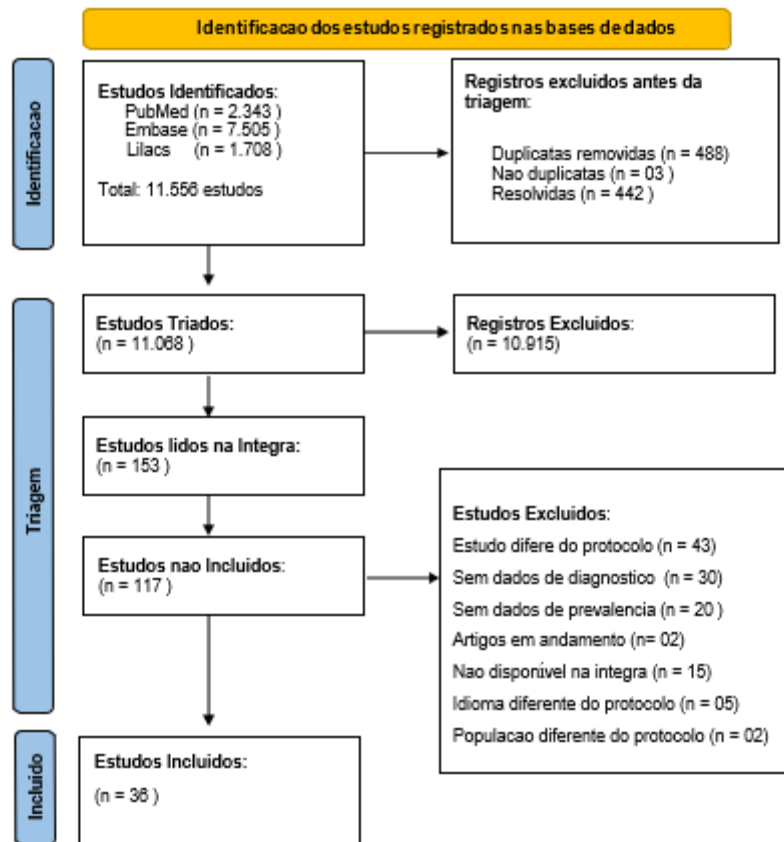 Identificacao dos estudos registrados nas bases de dados
Identificacao
Estudos Identificados:
PubMed (n = 2.343 )
Embase (n = 7.505)
Lilacs (n = 1.708)
Total: 11.556 estudos
Registros excluidos antes da
triagem:
Duplicatas removidas (n = 488)
Nao duplicatas (n = 03 )
Resolvidas (n = 442 )
Triagem
Estudos Triados:
(n = 11.068 )
Registros Excluidos:
(n = 10.915)
Estudos lidos na Integra:
(n = 153 )
Estudos nao Incluidos:
(n = 117 )
Estudos Excluidos:
Estudo difere do protocolo (n = 43)
Sem dados de diagnostico (n = 30)
Sem dados de prevalencia (n = 20 )
Artigos em andamento (n= 02)
Nao disponível na integra (n = 15)
Idioma diferente do protocolo (n = 05)
Populacao diferente do protocolo (n = 02)
Incluido
Estudos Incluidos:
(n = 36 )